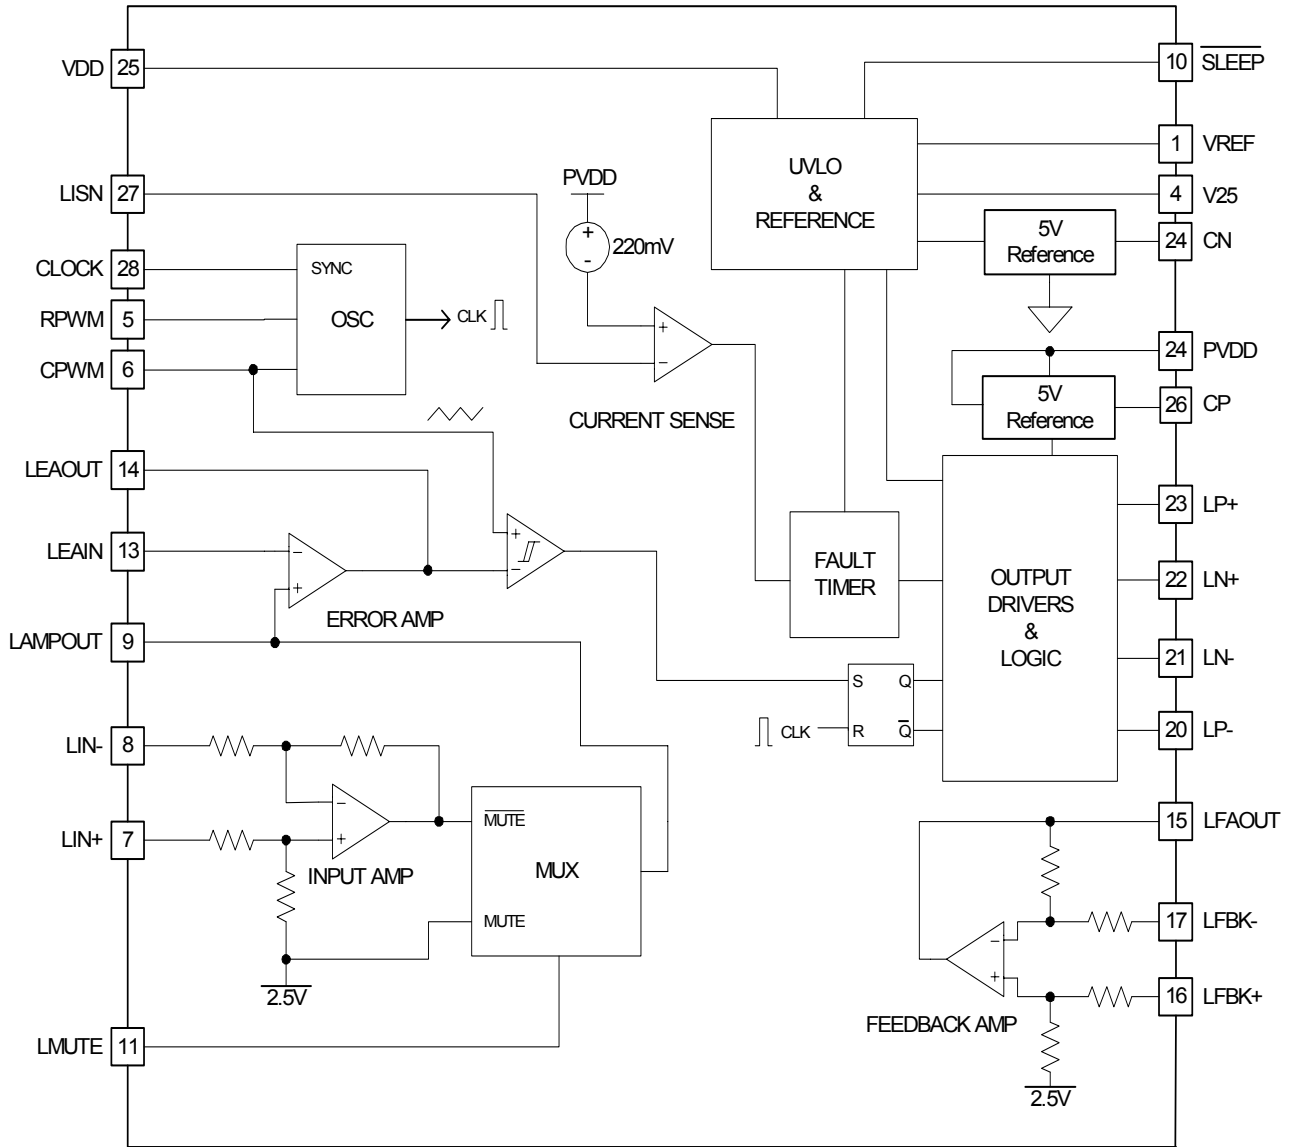 VDD 25
10 SLEEP
UVLO
&
REFERENCE
1 VREF
PVDD
LISN 27
4 V25
+
-
220mV
5V
Reference
24 CN
CLOCK 28
SYNC
OSC
RPWM 5
CLK
CPWM 6
+
-
CURRENT SENSE
24 PVDD
5V
Reference
26 CP
LEAOUT 14
23 LP+
LEAIN 13
-
+
ERROR AMP
+
-
FAULT
TIMER
OUTPUT
DRIVERS
&
LOGIC
22 LN+
LAMPOUT 9
21 LN-
S Q
CLK R Q
20 LP-
LIN- 8
-
+
INPUT AMP
LIN+ 7
MUTE
MUX
MUTE
2.5V
LMUTE 11
15 LFAOUT
17 LFBK-
-
+
16 LFBK+
FEEDBACK AMP
2.5V